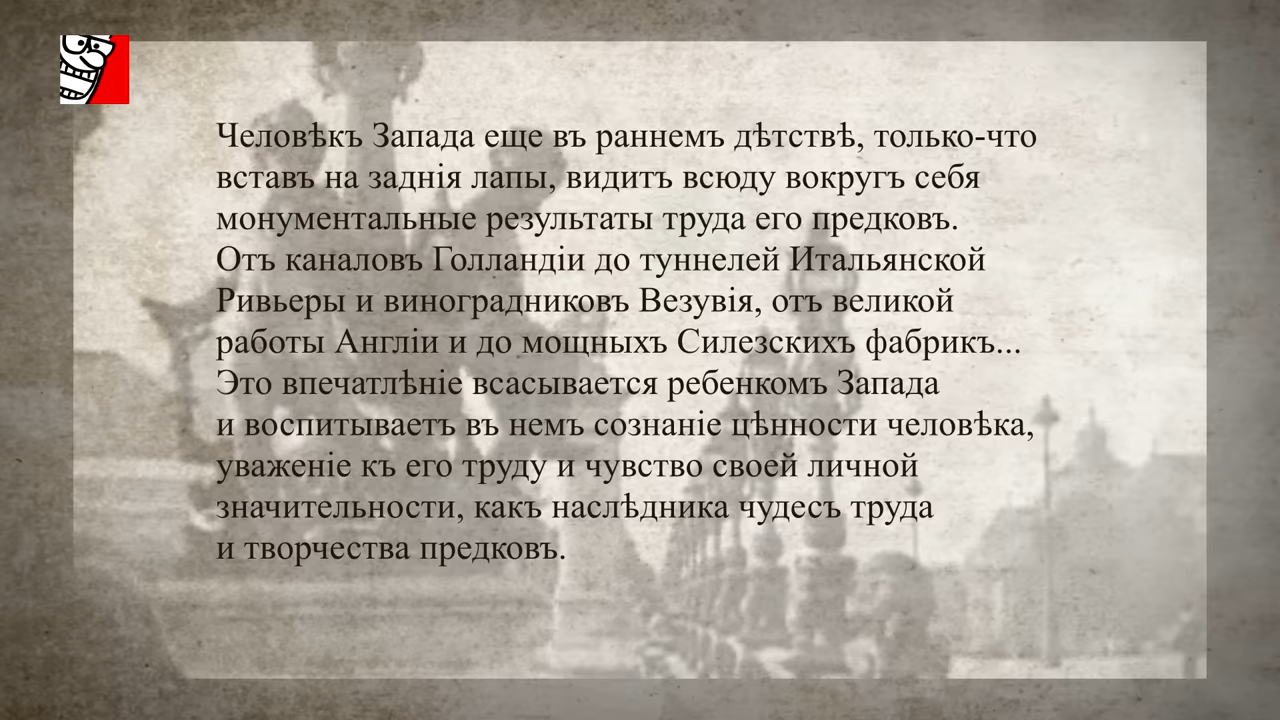 Человѣкъ Запада еще въ раннемъ дѣтствѣ, только-что
вставъ на заднія лапы, видитъ всюду вокругъ себя
монументальные результаты труда его предковъ.
Отъ каналовъ Голландіи до туннелей Итальянской
Ривьеры и виноградниковъ Везувія, отъ великой
работы Англіи и до мощныхъ Силезскихъ фабрикъ...
Это впечатлѣніе всасывается ребенкомъ Запада
и воспитываетъ въ немъ сознаніе цѣнности человѣка,
уваженіе къ его труду и чувство своей личной
значительности, какъ наслѣдника чудесъ труда
и творчества предковъ.